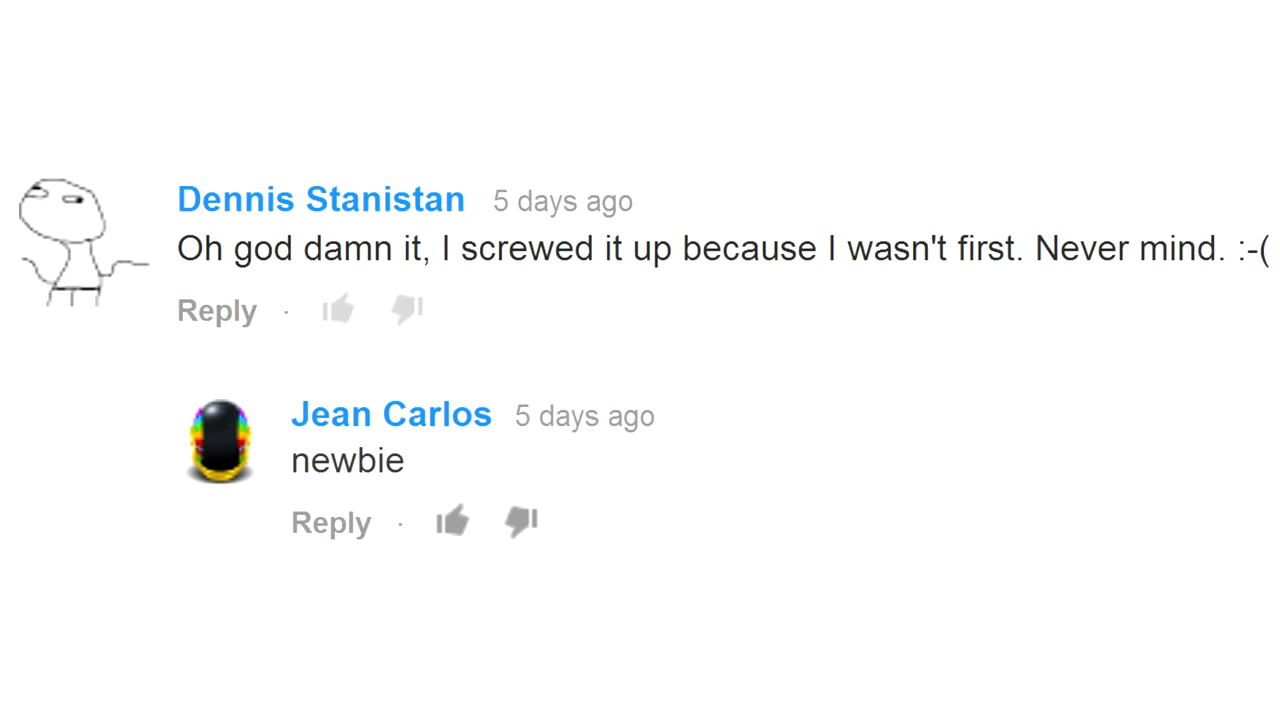 Dennis Stanistan 5 days ago
Oh god damn it, I screwed it up because I wasn't first. Never mind. :-(
Reply ·
Jean Carlos 5 days ago
newbie
Reply ·